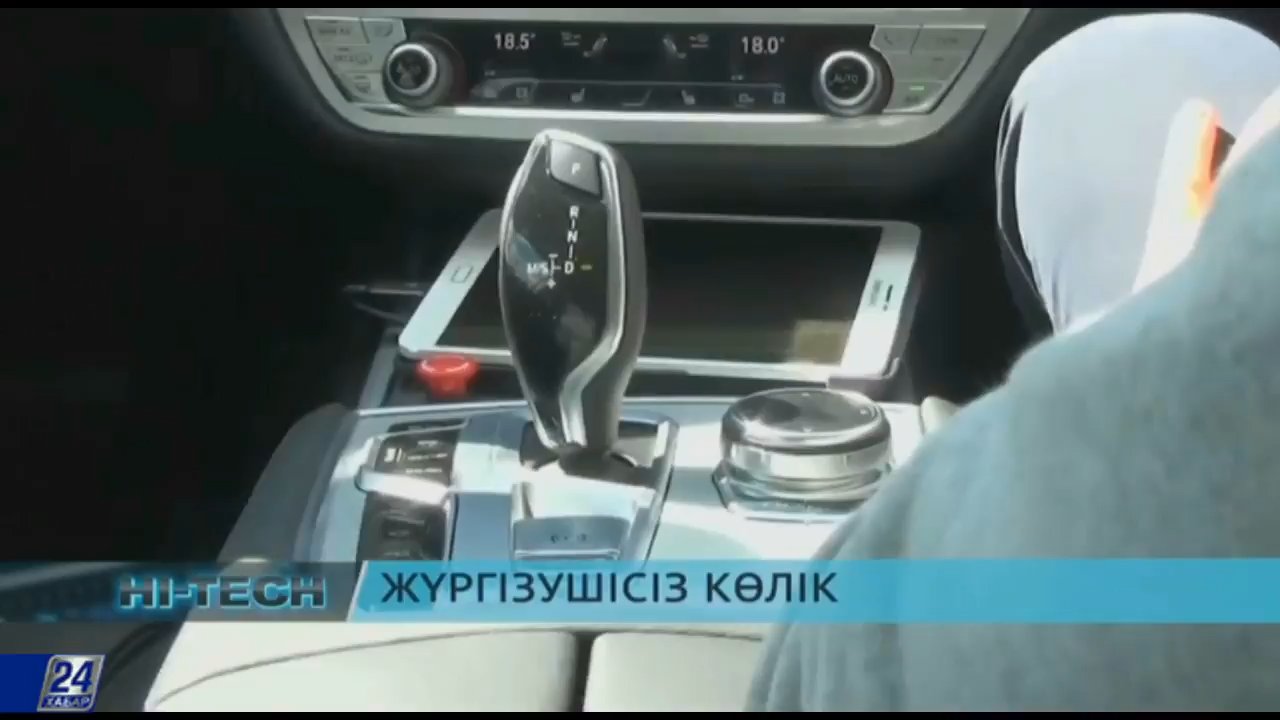 18.5°
18.0°
AUTO
P
R
N
M/S
D
HI-TECH
ЖҮРГІЗУШІСІЗ КӨЛІК
24
ХАБАР